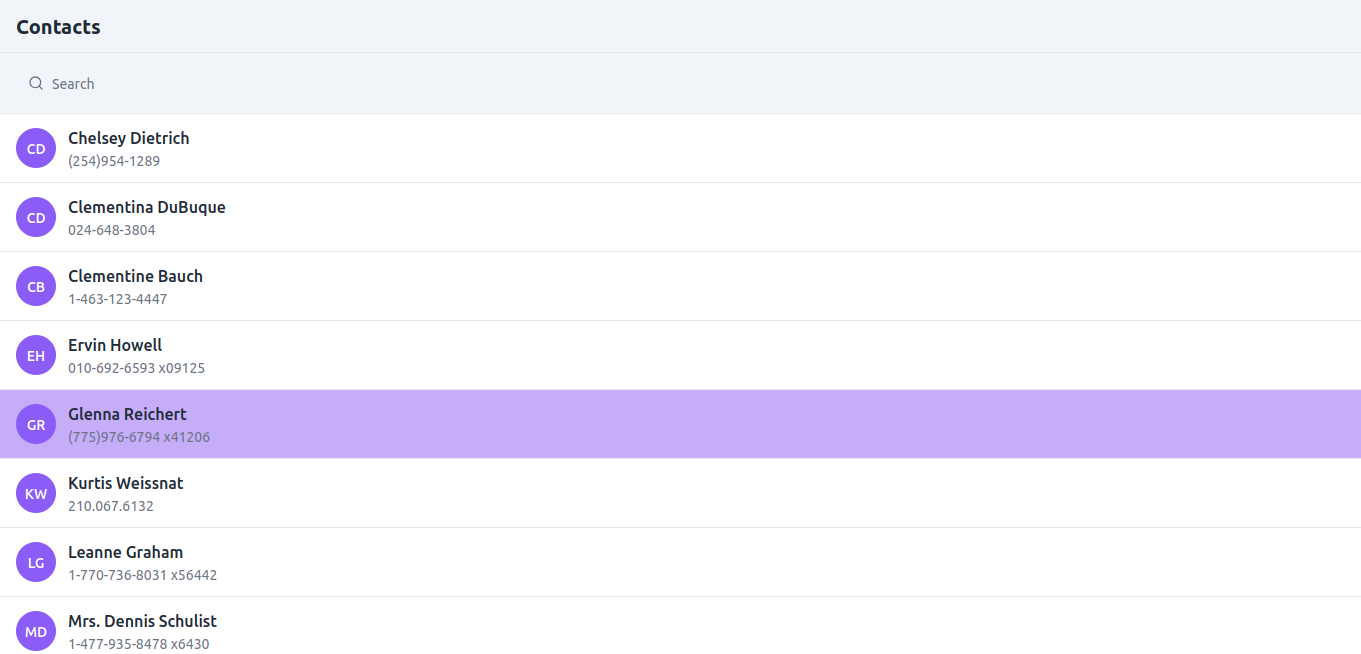 Contacts
Search
CD
Chelsey Dietrich
(254)954-1289
CD
Clementina DuBuque
024-648-3804
CB
Clementine Bauch
1-463-123-4447
EH
Ervin Howell
010-692-6593 x09125
GR
Glenna Reichert
(775)976-6794 x41206
KW
Kurtis Weissnat
210.067.6132
LG
Leanne Graham
1-770-736-8031 x56442
MD
Mrs. Dennis Schulist
1-477-935-8478 x6430